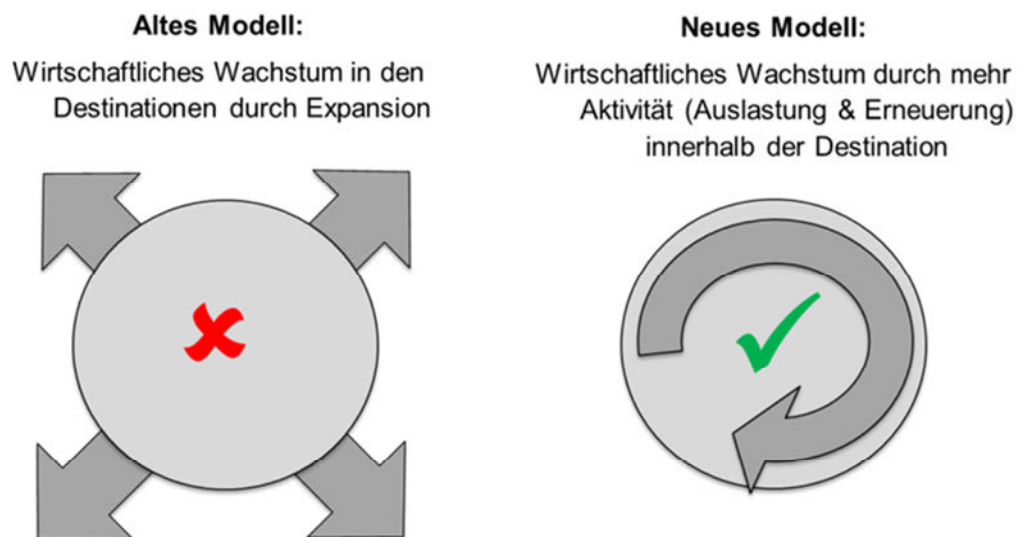 Altes Modell:
Wirtschaftliches Wachstum in den
Destinationen durch Expansion
Neues Modell:
Wirtschaftliches Wachstum durch mehr
Aktivität (Auslastung & Erneuerung)
innerhalb der Destination